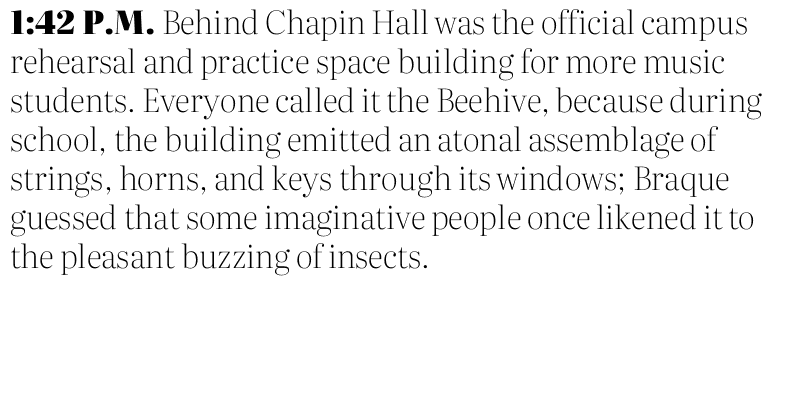 1:42 P.M. Behind Chapin Hall was the official campus
rehearsal and practice space building for more music
students. Everyone called it the Beehive, because during
school, the building emitted an atonal assemblage of
strings, horns, and keys through its windows; Braque
guessed that some imaginative people once likened it to
the pleasant buzzing of insects.